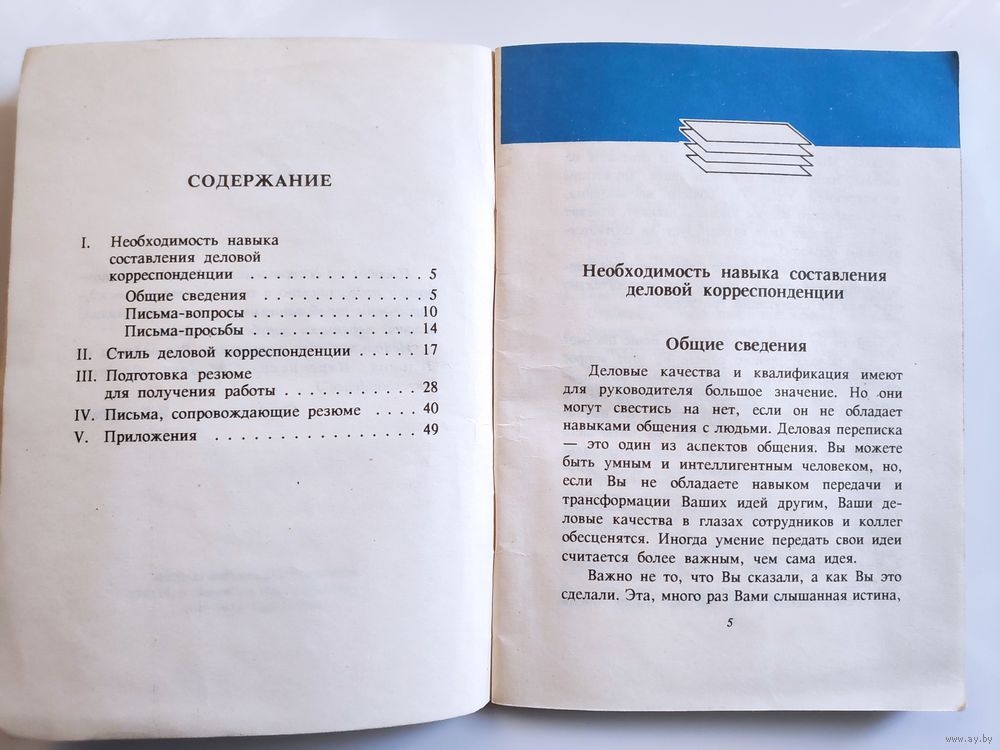 СОДЕРЖАНИЕ
I. Необходимость навыка
составления деловой
корреспонденции . . . . . . . . . . . . . . 5
Общие сведения . . . . . . . . . . . . . 5
Письма-вопросы . . . . . . . . . . . . . 10
Письма-просьбы . . . . . . . . . . . . . 14
II. Стиль деловой корреспонденции . . . . . 17
III. Подготовка резюме
для получения работы . . . . . . . . . . 28
IV. Письма, сопровождающие резюме . . . . 40
V. Приложения . . . . . . . . . . . . . . . . 49
Необходимость навыка составления
деловой корреспонденции
Общие сведения
Деловые качества и квалификация имеют
для руководителя большое значение. Но они
могут свестись на нет, если он не обладает
навыками общения с людьми. Деловая переписка
— это один из аспектов общения. Вы можете
быть умным и интеллигентным человеком, но,
если Вы не обладаете навыком передачи и
трансформации Ваших идей другим, Ваши де-
ловые качества в глазах сотрудников и коллег
обесценятся. Иногда умение передать свои идеи
считается более важным, чем сама идея.
Важно не то, что Вы сказали, а как Вы это
сделали. Эта, много раз Вами слышанная истина,
5
www.ay.by